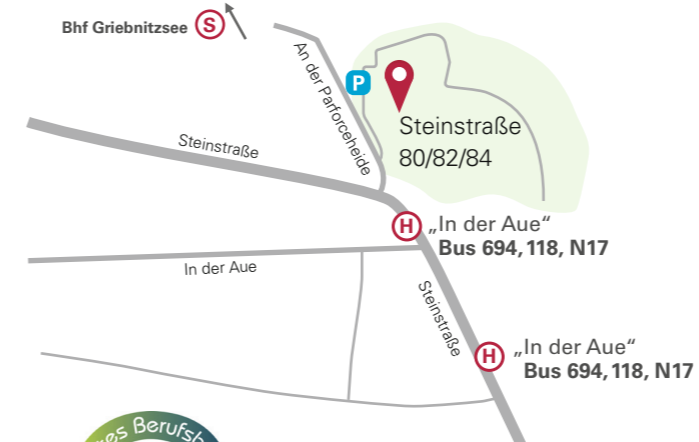 Bhf Griebnitzsee S
An der Parforceheide
P
Steinstraße
80/82/84
Steinstraße
H „In der Aue“
Bus 694, 118, N17
In der Aue
Steinstraße
H „In der Aue“
Bus 694, 118, N17